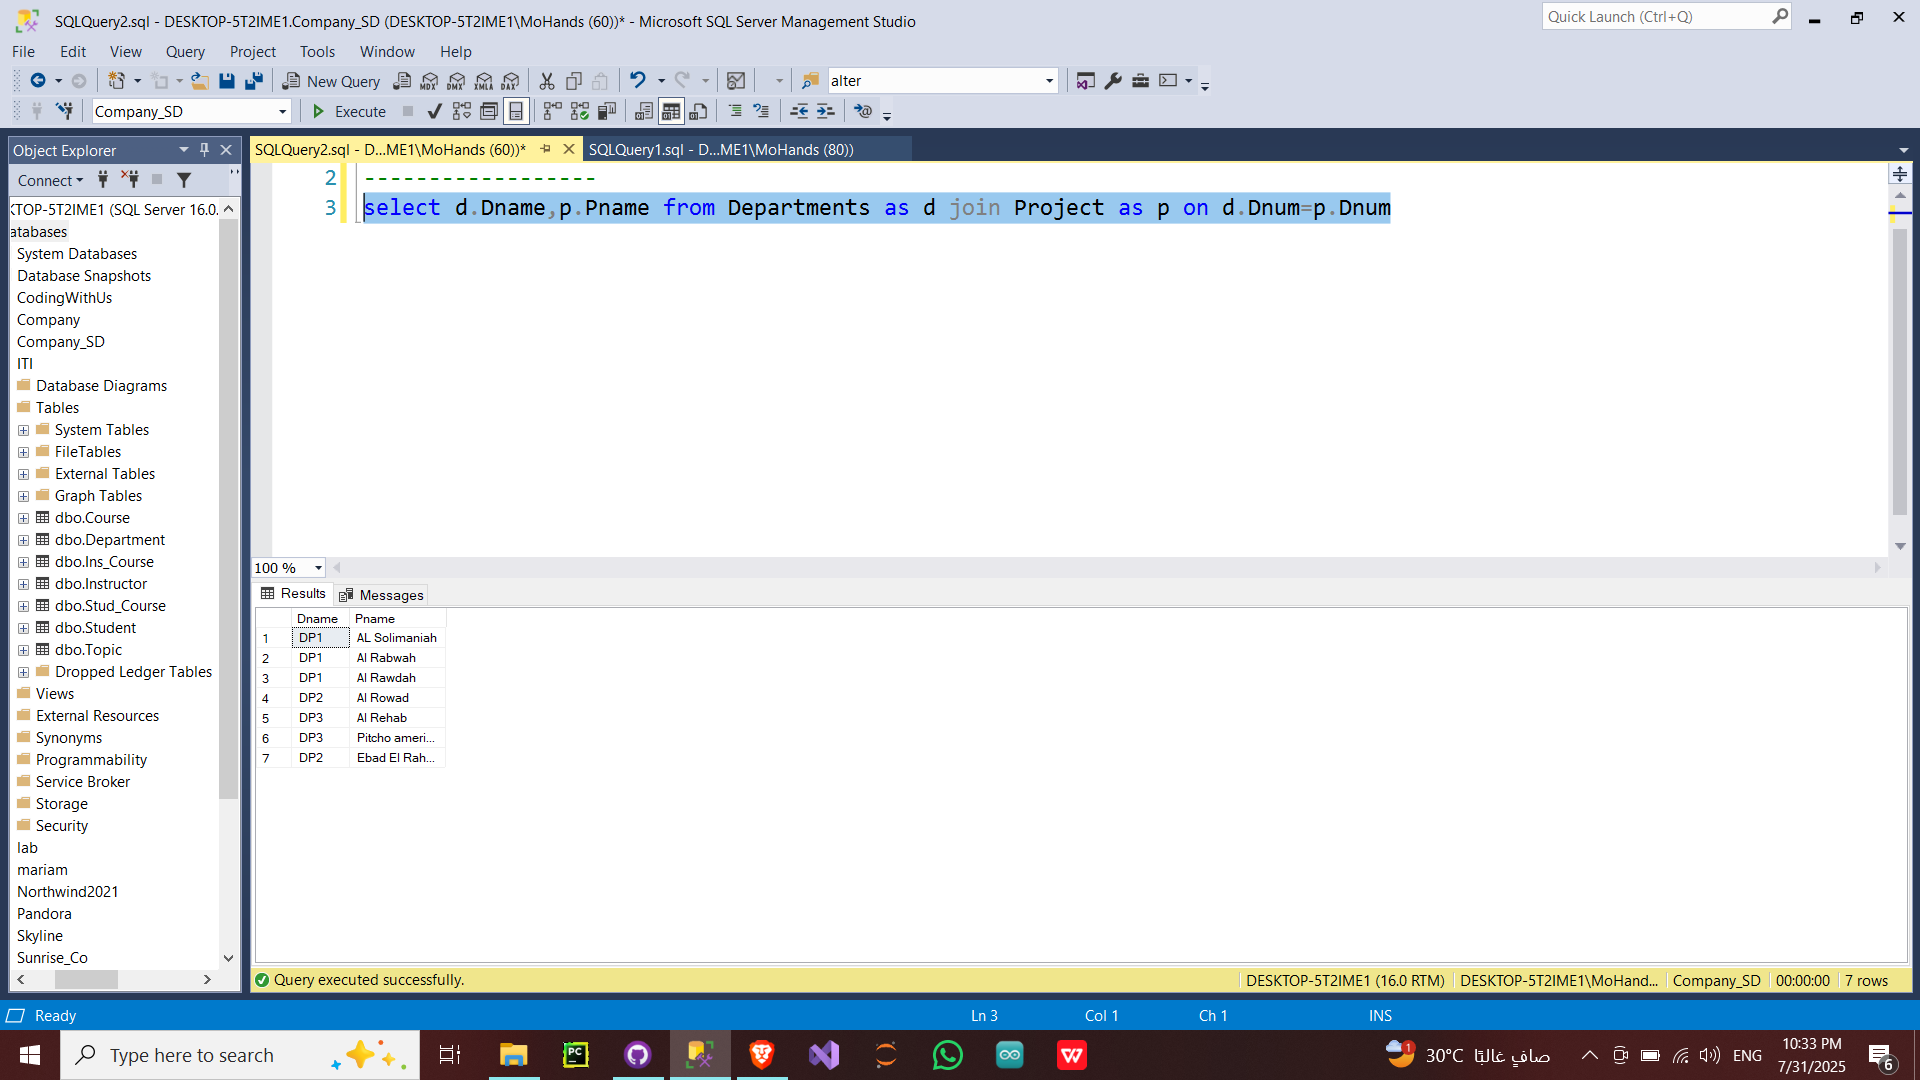 SQLQuery2.sql - DESKTOP-5T2IME1.Company_SD (DESKTOP-5T2IME1\MoHands (60))* - Microsoft SQL Server Management Studio
Quick Launch (Ctrl+Q)
File Edit View Query Project Tools Window Help
New Query
MDX DMX XMLA DAX
alter
Company_SD
Execute
Object Explorer
SQLQuery2.sql - D...ME1\MoHands (60))*
SQLQuery1.sql - D...ME1\MoHands (80))
Connect
KTOP-5T2IME1 (SQL Server 16.0.
atabases
System Databases
Database Snapshots
CodingWithUs
Company
Company_SD
ITI
Database Diagrams
Tables
System Tables
FileTables
External Tables
Graph Tables
dbo.Course
dbo.Department
dbo.Ins_Course
dbo.Instructor
dbo.Stud_Course
dbo.Student
dbo.Topic
Dropped Ledger Tables
Views
External Resources
Synonyms
Programmability
Service Broker
Storage
Security
lab
mariam
Northwind2021
Pandora
Skyline
Sunrise_Co
2 ------------------
3 select d.Dname,p.Pname from Departments as d join Project as p on d.Dnum=p.Dnum
100 %
Results Messages
Dname Pname
1 DP1 AL Solimaniah
2 DP1 Al Rabwah
3 DP1 Al Rawdah
4 DP2 Al Rowad
5 DP3 Al Rehab
6 DP3 Pitcho ameri...
7 DP2 Ebad El Rah...
Query executed successfully.
DESKTOP-5T2IME1 (16.0 RTM) DESKTOP-5T2IME1\MoHand... Company_SD 00:00:00 7 rows
Ready
Ln 3 Col 1 Ch 1 INS
Type here to search
PC
W
1
30°C صافٍ غالبًا
ENG
10:33 PM
7/31/2025
6